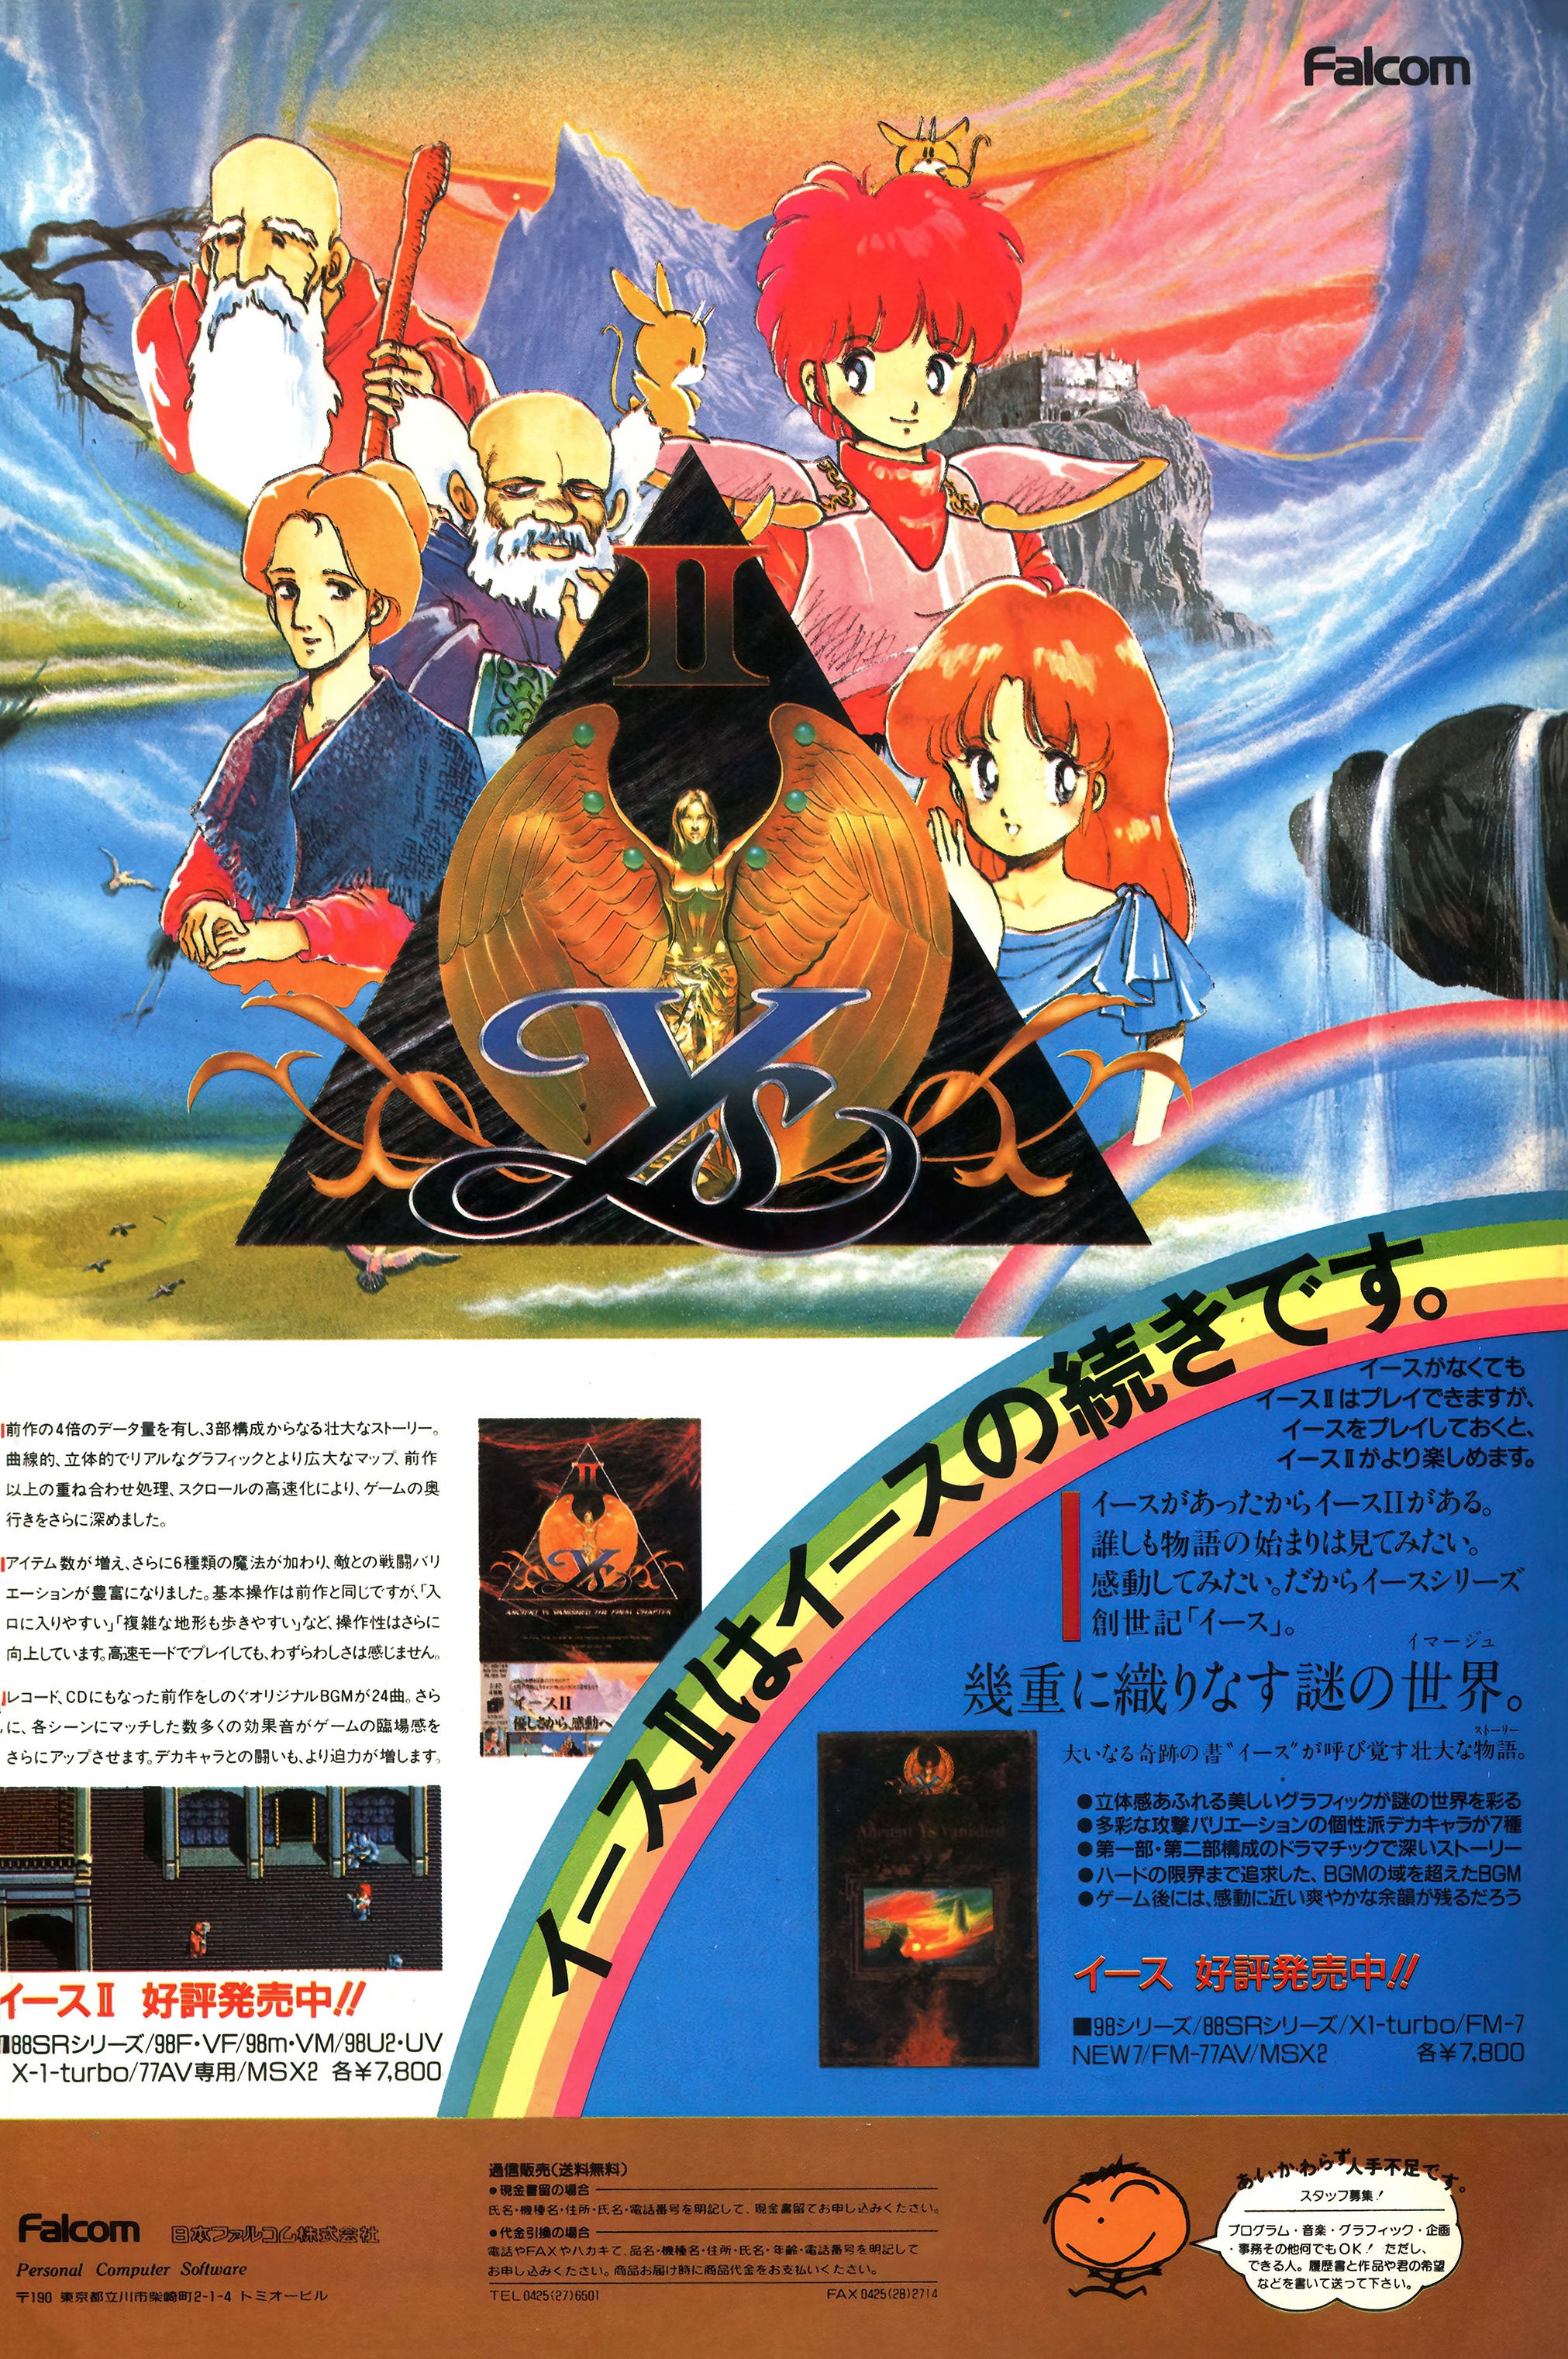 Falcom
II
Ys
イースIIはイースの続きです。
前作の4倍のデータ量を有し、3部構成からなる壮大なストーリー。
曲線的、立体的でリアルなグラフィックとより広大なマップ、前作
以上の重ね合わせ処理、スクロールの高速化により、ゲームの奥
行きをさらに深めました。
アイテム数が増え、さらに6種類の魔法が加わり、敵との戦闘バリ
エーションが豊富になりました。基本操作は前作と同じですが、「入
口に入りやすい」「複雑な地形も歩きやすい」など、操作性はさらに
向上しています。高速モードでプレイしても、わずらわしさは感じません。
レコード、CDにもなった前作をしのぐオリジナルBGMが24曲。さら
に、各シーンにマッチした数多くの効果音がゲームの臨場感を
さらにアップさせます。デカキャラとの闘いも、より迫力が増します。
II
Ys
ANCIENT YS VANISHED THE FINAL CHAPTER
イースII
優しさから、感動へ
イースII 好評発売中!!
■88SRシリーズ/98F・VF/98m・VM/98U2・UV
X-1-turbo/77AV専用/MSX2 各¥7,800
イースがなくても
イースIIはプレイできますが、
イースをプレイしておくと、
イースIIがより楽しめます。
イースがあったからイースIIがある。
誰しも物語の始まりは見てみたい。
感動してみたい。だからイースシリーズ
創世記「イース」。
イマージュ
幾重に織りなす謎の世界。
ストーリー
大いなる奇跡の書“イース”が呼び覚す壮大な物語。
Ancient Ys Vanished
●立体感あふれる美しいグラフィックが謎の世界を彩る
●多彩な攻撃バリエーションの個性派デカキャラが7種
●第一部・第二部構成のドラマチックで深いストーリー
●ハードの限界まで追求した、BGMの域を超えたBGM
●ゲーム後には、感動に近い爽やかな余韻が残るだろう
イース 好評発売中!!
■98シリーズ/88SRシリーズ/X1-turbo/FM-7
NEW7/FM-77AV/MSX2 各¥7,800
Falcom 日本ファルコム株式会社
Personal Computer Software
〒190 東京都立川市柴崎町2-1-4 トミオービル
通信販売(送料無料)
●現金書留の場合
氏名・機種名・住所・氏名・電話番号を明記して、現金書留でお申し込みください。
●代金引換の場合
電話やFAXやハカキて、品名・機種名・住所・氏名・年齢・電話番号を明記して
お申し込みください。商品お届け時に商品代金をお支払いください。
TEL 0425(27)6501 FAX 0425(28)2714
あいかわらず人手不足です。
スタッフ募集!
プログラム・音楽・グラフィック・企画
・事務その他何でもOK! ただし、
できる人。履歴書と作品や君の希望
などを書いて送って下さい。